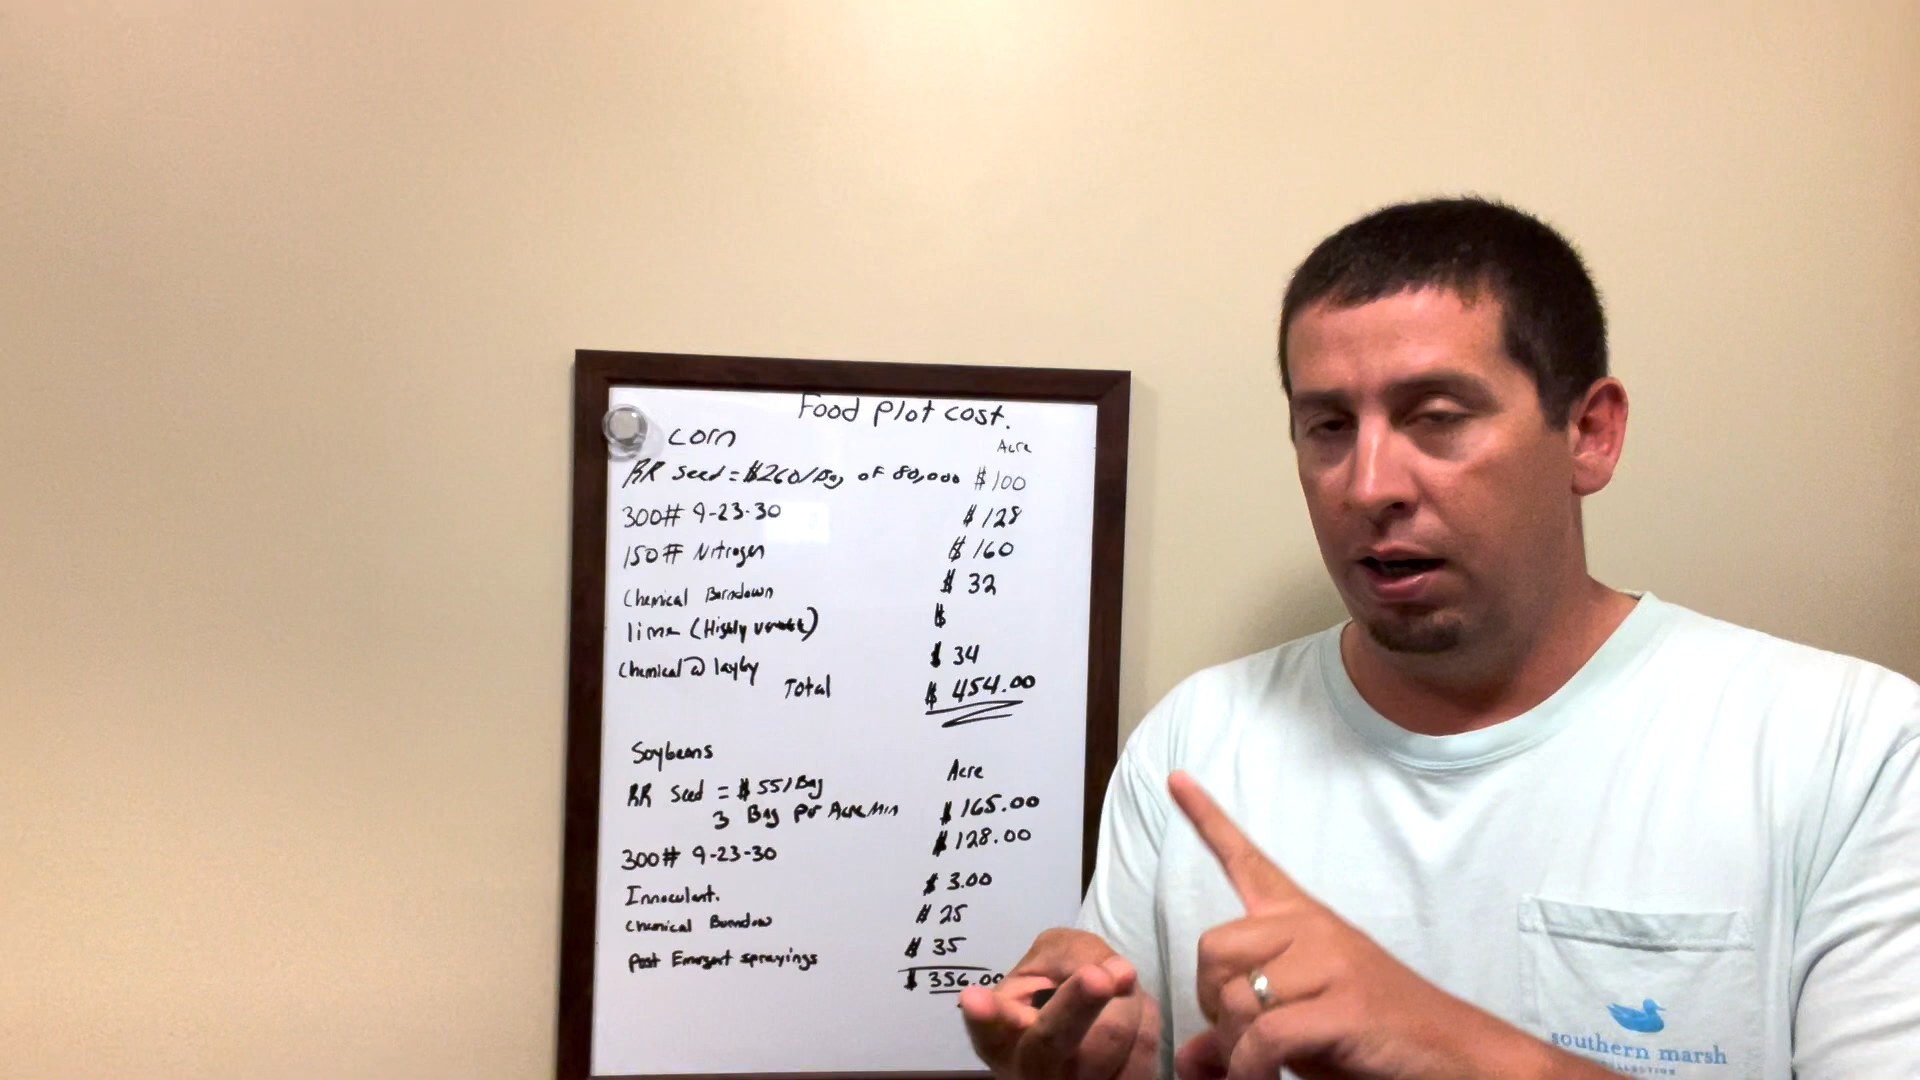 Food Plot Cost.
Corn
Acre
RR Seed = $260/Bag of 80,000 $100
300# 9-23-30 $128
150# Nitrogen $160
Chemical Burndown $32
lime (Highly $
Chemical @ layby $34
Total $454.00
Soybeans
Acre
RR Seed = $55/Bag
3 Bag Per Acre Min $165.00
300# 9-23-30 $128.00
Innoculant. $3.00
Chemical Burndow $25
Post Emergent sprayings $35
$356.00
southern marsh
COLLECTION